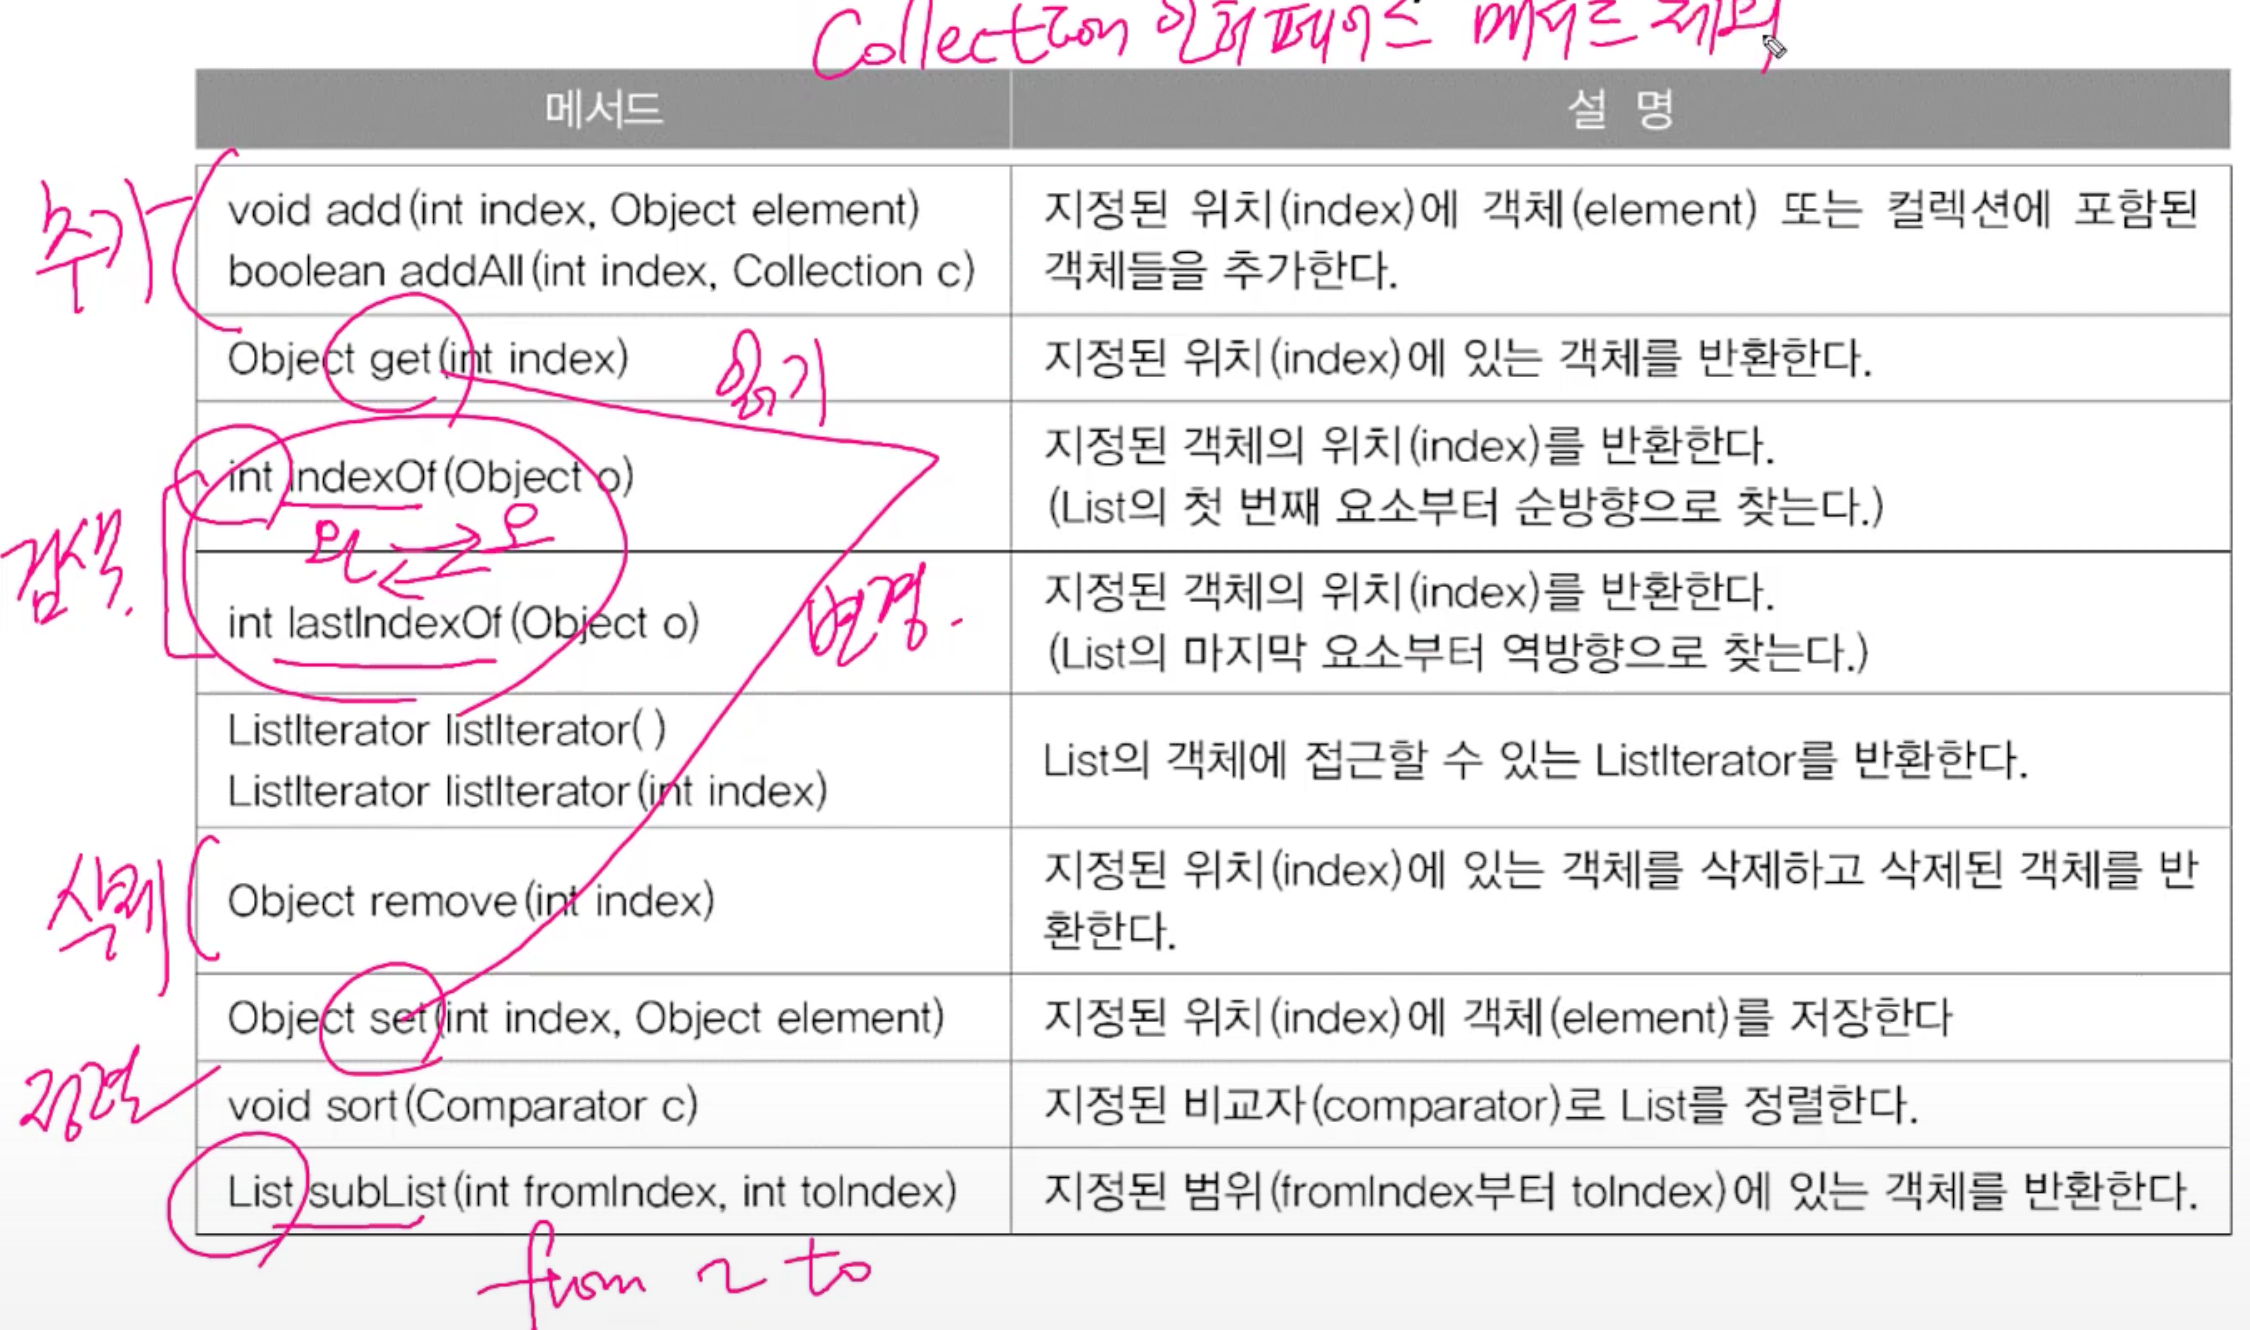 Collection 인터페이스 메서드 제외
메서드
설 명
추가
void add(int index, Object element)
boolean addAll(int index, Collection c)
지정된 위치(index)에 객체(element) 또는 컬렉션에 포함된
객체들을 추가한다.
Object get(int index)
읽기
지정된 위치(index)에 있는 객체를 반환한다.
검색
int indexOf(Object o)
지정된 객체의 위치(index)를 반환한다.
(List의 첫 번째 요소부터 순방향으로 찾는다.)
왼 오
변경.
int lastIndexOf(Object o)
지정된 객체의 위치(index)를 반환한다.
(List의 마지막 요소부터 역방향으로 찾는다.)
ListIterator listIterator( )
ListIterator listIterator(int index)
List의 객체에 접근할 수 있는 ListIterator를 반환한다.
삭제
Object remove(int index)
지정된 위치(index)에 있는 객체를 삭제하고 삭제된 객체를 반
환한다.
Object set(int index, Object element)
지정된 위치(index)에 객체(element)를 저장한다
정렬
void sort(Comparator c)
지정된 비교자(comparator)로 List를 정렬한다.
List subList(int fromIndex, int toIndex)
지정된 범위(fromIndex부터 toIndex)에 있는 객체를 반환한다.
from ~ to